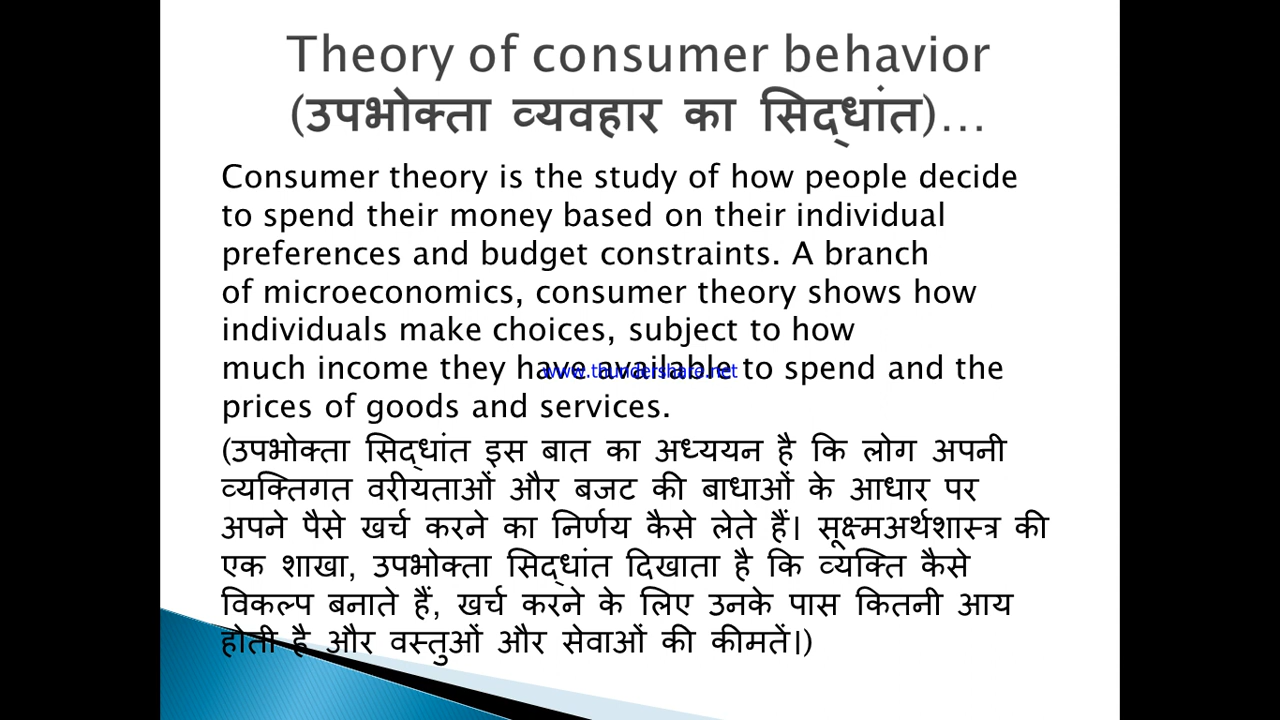 Theory of consumer behavior
(उपभोक्ता व्यवहार का सिद्धांत)...
Consumer theory is the study of how people decide
to spend their money based on their individual
preferences and budget constraints. A branch
of microeconomics, consumer theory shows how
individuals make choices, subject to how
much income they have available to spend and the
www.thundershare.net
prices of goods and services.
(उपभोक्ता सिद्धांत इस बात का अध्ययन है कि लोग अपनी
व्यक्तिगत वरीयताओं और बजट की बाधाओं के आधार पर
अपने पैसे खर्च करने का निर्णय कैसे लेते हैं। सूक्ष्मअर्थशास्त्र की
एक शाखा, उपभोक्ता सिद्धांत दिखाता है कि व्यक्ति कैसे
विकल्प बनाते हैं, खर्च करने के लिए उनके पास कितनी आय
होती है और वस्तुओं और सेवाओं की कीमतें।)